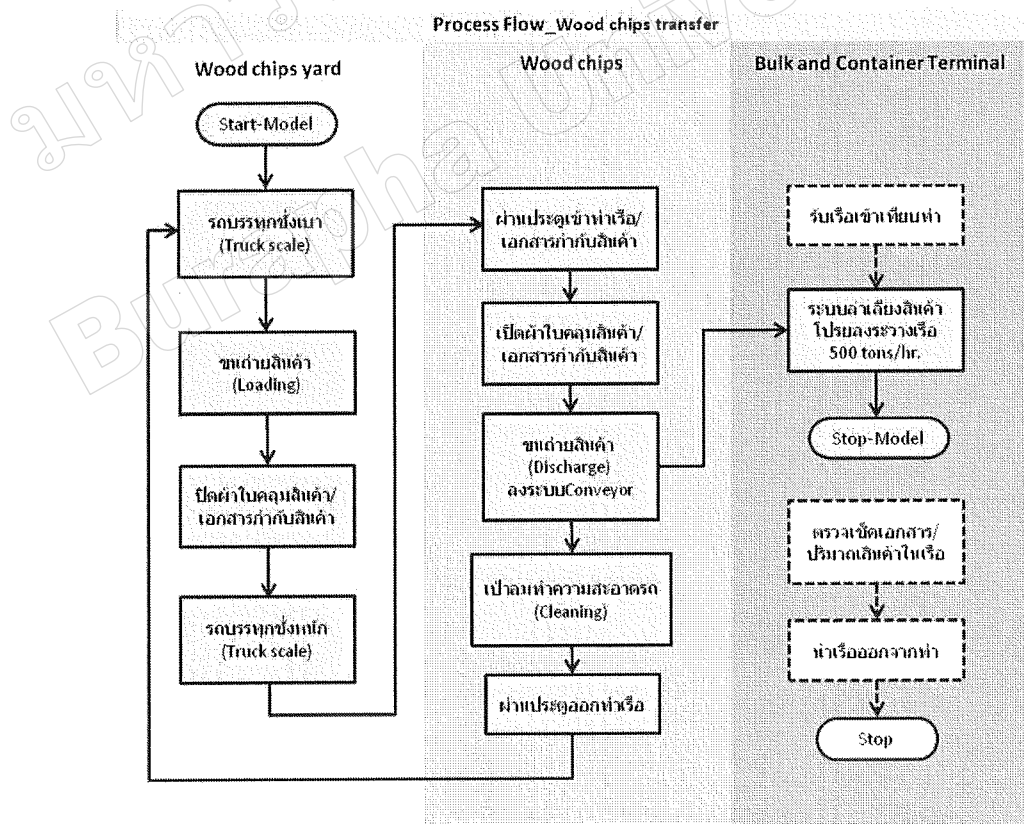 Process Flow_Wood chips transfer
Wood chips yard
Start-Model
รถบรรทุกชั่งเบา
(Truck scale)
ขนถ่ายสินค้า
(Loading)
ปิดผ้าใบคลุมสินค้า/
เอกสารกำกับสินค้า
รถบรรทุกชั่งหนัก
(Truck scale)
Wood chips
ผ่านประตูเข้าท่าเรือ/
เอกสารกำกับสินค้า
เปิดผ้าใบคลุมสินค้า/
เอกสารกำกับสินค้า
ขนถ่ายสินค้า
(Discharge)
ลงระบบConveyor
เป่าลมทำความสะอาดรถ
(Cleaning)
ผ่านประตูออกท่าเรือ
Bulk and Container Terminal
รับเรือเข้าเทียบท่า
ระบบลำเลียงสินค้า
โปรยลงระวางเรือ
500 tons/hr.
Stop-Model
ตรวจเช็คเอกสาร/
ปริมาณสินค้าในเรือ
นำเรือออกจากท่า
Stop
Burapha University